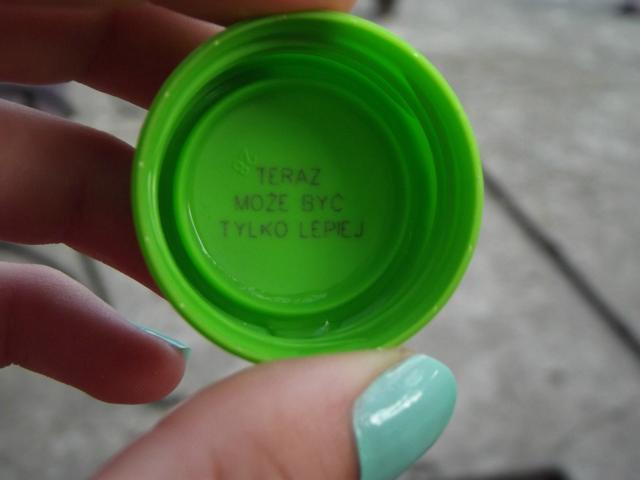 TERAZ
MOŻE BYĆ
TYLKO LEPIEJ